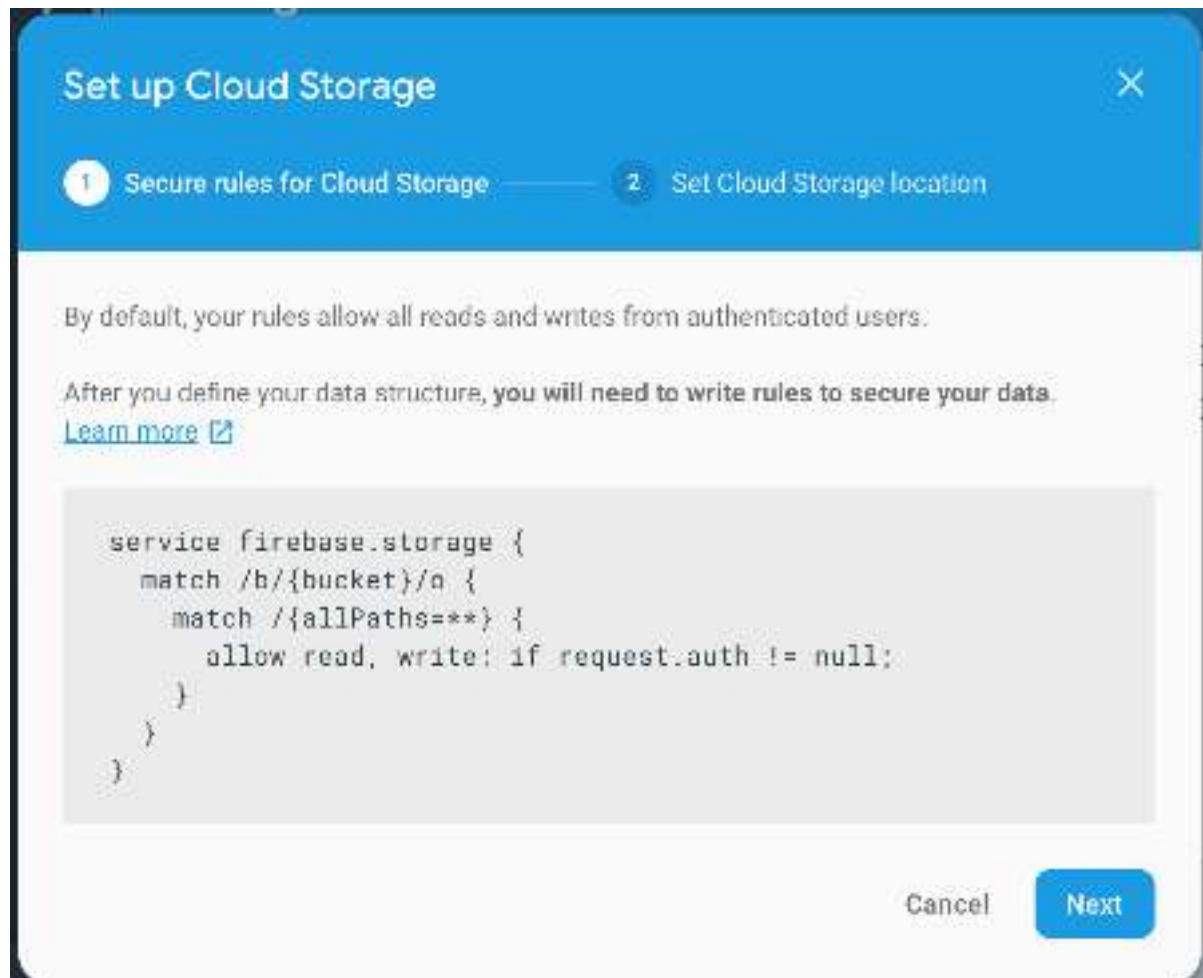 Set up Cloud Storage
1 Secure rules for Cloud Storage
2 Set Cloud Storage location
By default, your rules allow all reads and writes from authenticated users.
After you define your data structure, you will need to write rules to secure your data.
Learn more
service firebase.storage {
match /b/{bucket}/o {
match /{allPaths=**} {
allow read, write: if request.auth != null;
}
}
}
Cancel
Next